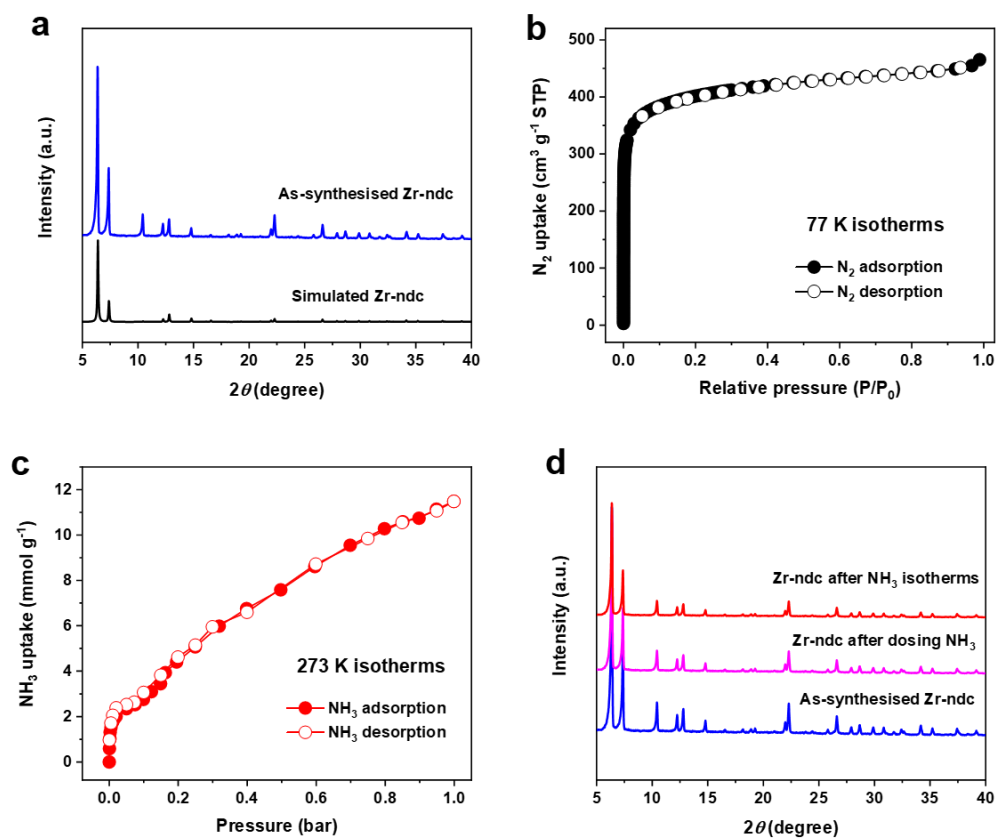 a
Intensity (a.u.)
As-synthesised Zr-ndc
Simulated Zr-ndc
5 10 15 20 25 30 35 40
2θ (degree)
b
N₂ uptake (cm³ g⁻¹ STP)
500
400
300
200
100
0
77 K isotherms
N₂ adsorption
N₂ desorption
0.0 0.2 0.4 0.6 0.8 1.0
Relative pressure (P/P₀)
c
NH₃ uptake (mmol g⁻¹)
12
10
8
6
4
2
0
273 K isotherms
NH₃ adsorption
NH₃ desorption
0.0 0.2 0.4 0.6 0.8 1.0
Pressure (bar)
d
Intensity (a.u.)
Zr-ndc after NH₃ isotherms
Zr-ndc after dosing NH₃
As-synthesised Zr-ndc
5 10 15 20 25 30 35 40
2θ (degree)